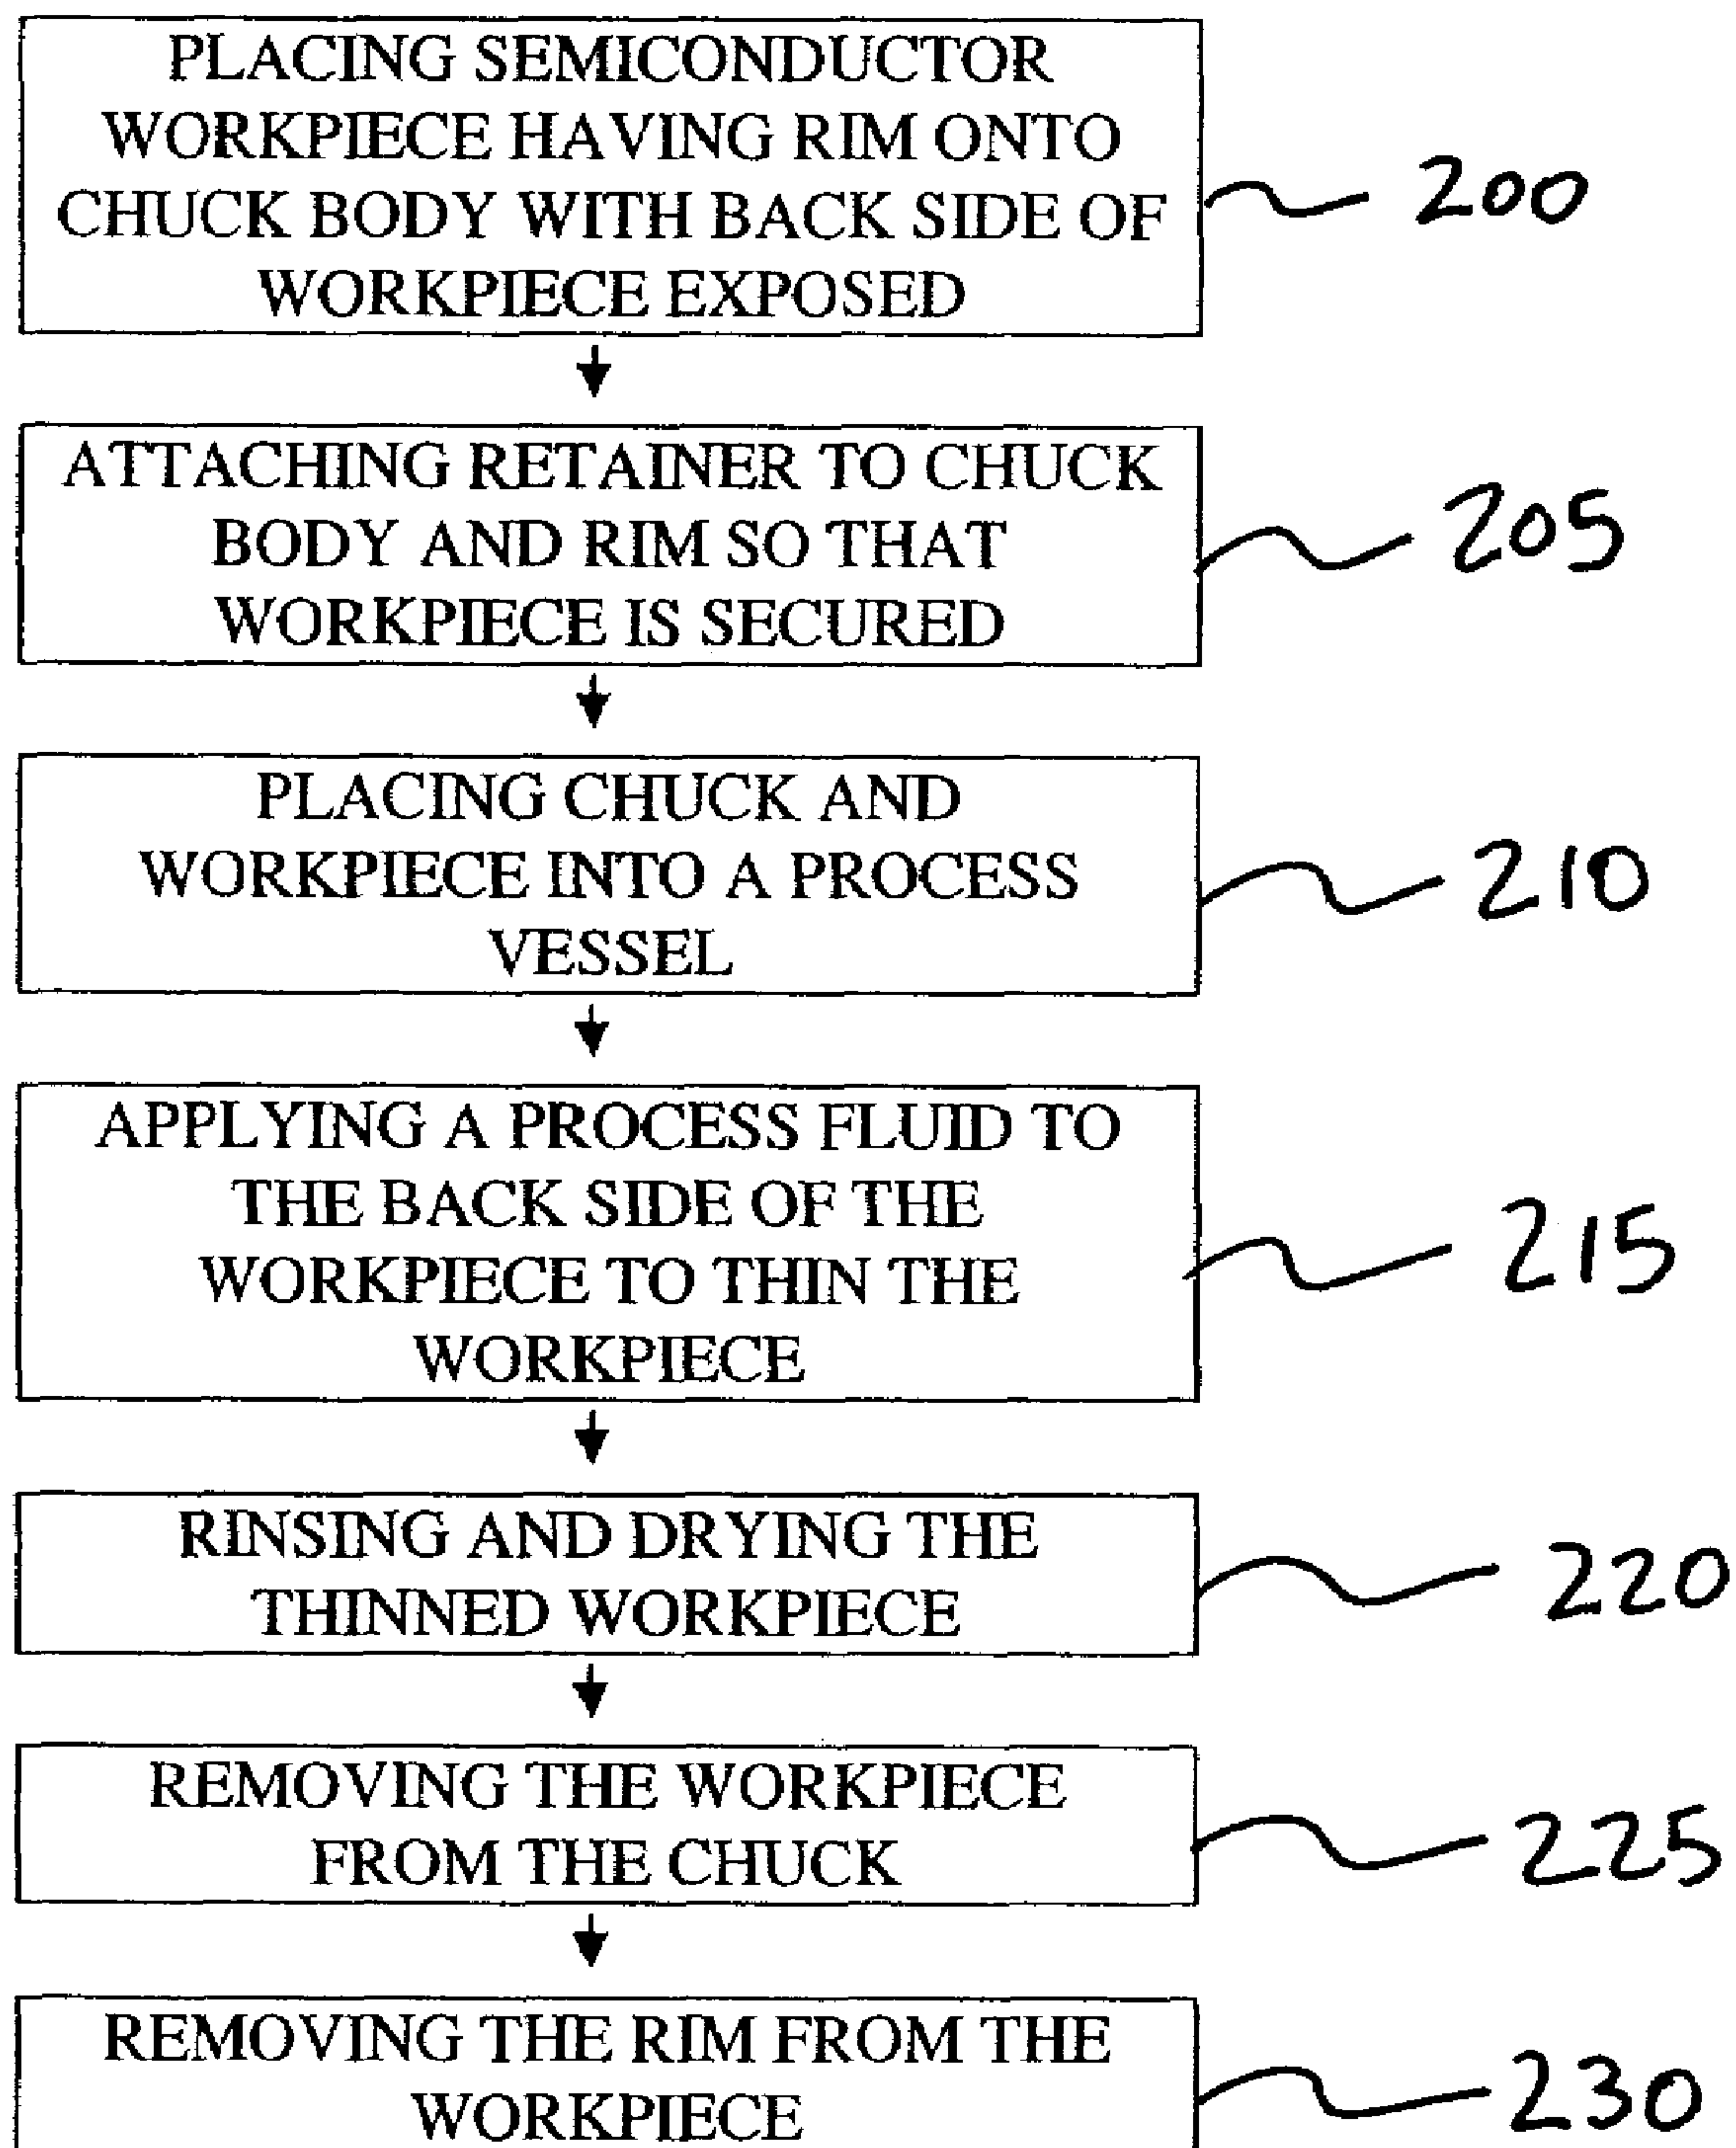 PLACING SEMICONDUCTOR
WORKPIECE HAVING RIM ONTO
CHUCK BODY WITH BACK SIDE OF
WORKPIECE EXPOSED
200
ATTACHING RETAINER TO CHUCK
BODY AND RIM SO THAT
WORKPIECE IS SECURED
205
PLACING CHUCK AND
WORKPIECE INTO A PROCESS
VESSEL
210
APPLYING A PROCESS FLUID TO
THE BACK SIDE OF THE
WORKPIECE TO THIN THE
WORKPIECE
215
RINSING AND DRYING THE
THINNED WORKPIECE
220
REMOVING THE WORKPIECE
FROM THE CHUCK
225
REMOVING THE RIM FROM THE
WORKPIECE
230